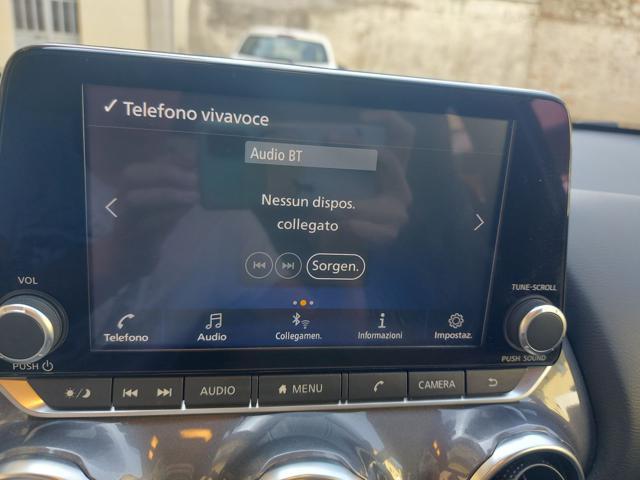 ✓ Telefono vivavoce
Audio BT
Nessun dispos.
collegato
Sorgen.
VOL
TUNE-SCROLL
Telefono Audio Collegamen. Informazioni Impostaz.
PUSH
PUSH SOUND
AUDIO MENU CAMERA